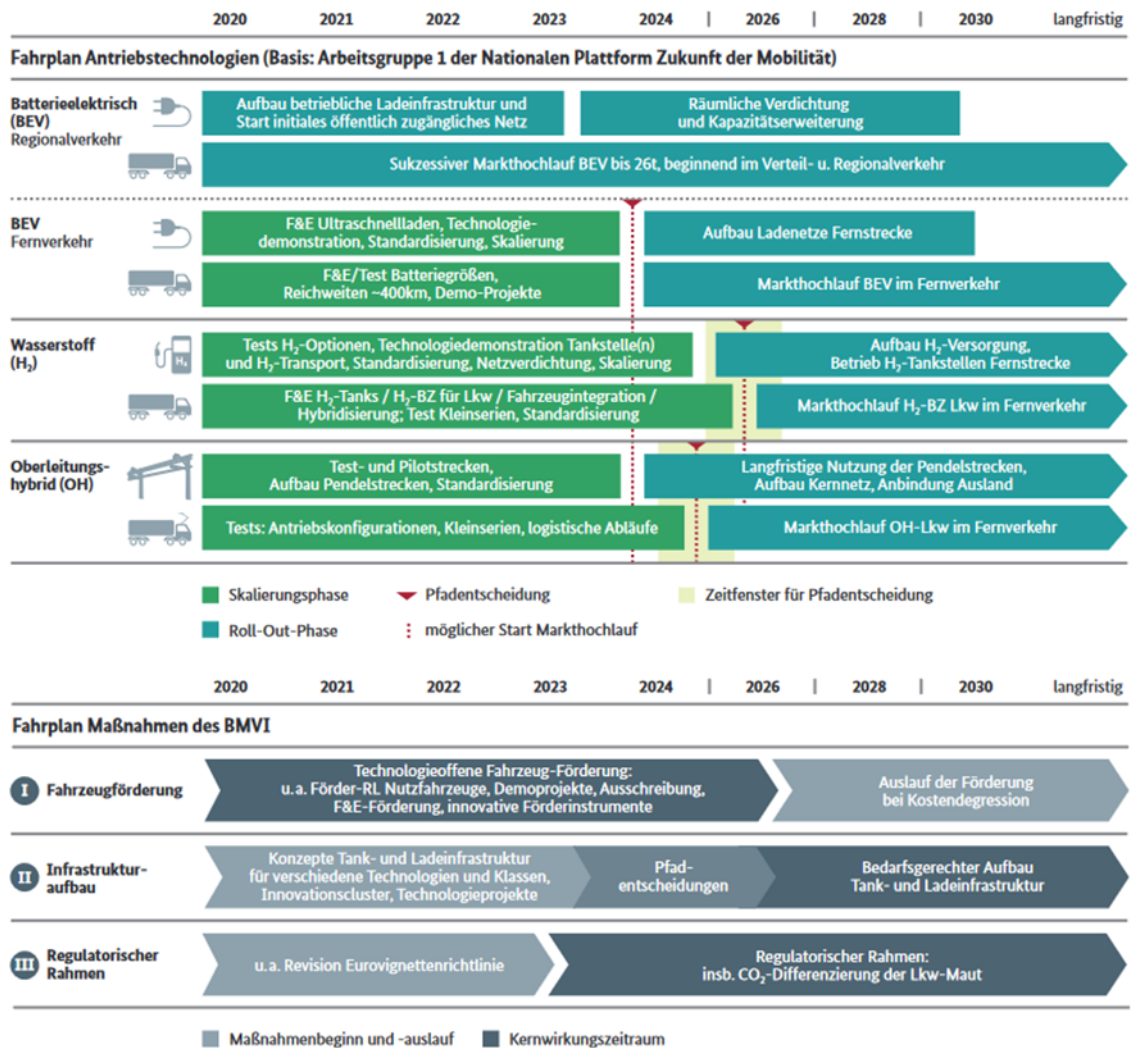 2020 2021 2022 2023 2024 | 2026 | 2028 | 2030 langfristig
Fahrplan Antriebstechnologien (Basis: Arbeitsgruppe 1 der Nationalen Plattform Zukunft der Mobilität)
Batterieelektrisch
(BEV)
Regionalverkehr
Aufbau betriebliche Ladeinfrastruktur und
Start initiales öffentlich zugängliches Netz
Räumliche Verdichtung
und Kapazitätserweiterung
Sukzessiver Markthochlauf BEV bis 26t, beginnend im Verteil- u. Regionalverkehr
BEV
Fernverkehr
F&E Ultraschnellladen, Technologie-
demonstration, Standardisierung, Skalierung
Aufbau Ladenetze Fernstrecke
F&E/Test Batteriegrößen,
Reichweiten ~400km, Demo-Projekte
Markthochlauf BEV im Fernverkehr
Wasserstoff
(H₂)
H₂
Tests H₂-Optionen, Technologiedemonstration Tankstelle(n)
und H₂-Transport, Standardisierung, Netzverdichtung, Skalierung
Aufbau H₂-Versorgung,
Betrieb H₂-Tankstellen Fernstrecke
F&E H₂-Tanks / H₂-BZ für Lkw / Fahrzeugintegration /
Hybridisierung; Test Kleinserien, Standardisierung
Markthochlauf H₂-BZ Lkw im Fernverkehr
Oberleitungs-
hybrid (OH)
Test- und Pilotstrecken,
Aufbau Pendelstrecken, Standardisierung
Langfristige Nutzung der Pendelstrecken,
Aufbau Kernnetz, Anbindung Ausland
Tests: Antriebskonfigurationen, Kleinserien, logistische Abläufe
Markthochlauf OH-Lkw im Fernverkehr
Skalierungsphase
Pfadentscheidung
Zeitfenster für Pfadentscheidung
Roll-Out-Phase
möglicher Start Markthochlauf
2020 2021 2022 2023 2024 | 2026 | 2028 | 2030 langfristig
Fahrplan Maßnahmen des BMVI
I Fahrzeugförderung
Technologieoffene Fahrzeug-Förderung:
u. a. Förder-RL Nutzfahrzeuge, Demoprojekte, Ausschreibung,
F&E-Förderung, innovative Förderinstrumente
Auslauf der Förderung
bei Kostendegression
II Infrastruktur-
aufbau
Konzepte Tank- und Ladeinfrastruktur
für verschiedene Technologien und Klassen,
Innovationscluster, Technologieprojekte
Pfad-
entscheidungen
Bedarfsgerechter Aufbau
Tank- und Ladeinfrastruktur
III Regulatorischer
Rahmen
u. a. Revision Eurovignettenrichtlinie
Regulatorischer Rahmen:
insb. CO₂-Differenzierung der Lkw-Maut
Maßnahmenbeginn und -auslauf
Kernwirkungszeitraum